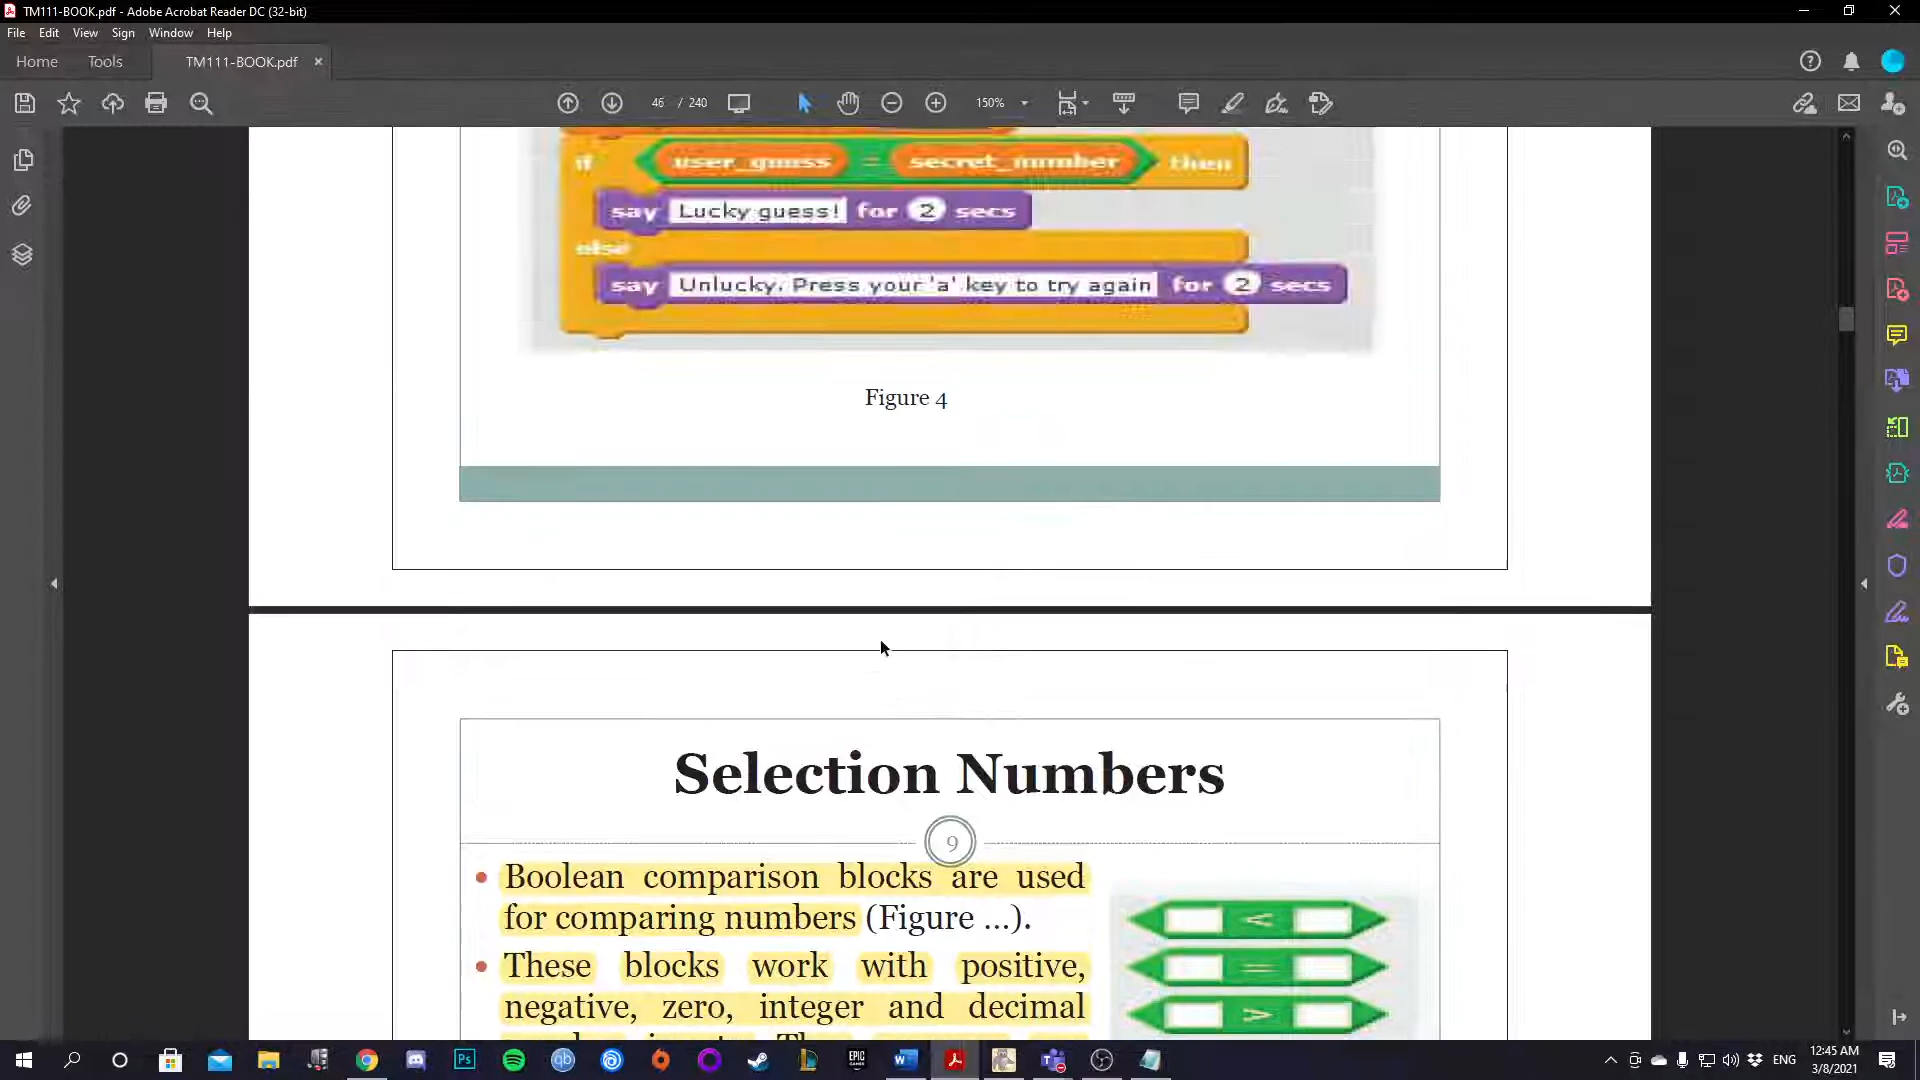 TM111-BOOK.pdf - Adobe Acrobat Reader DC (32-bit)
File Edit View Sign Window Help
Home Tools TM111-BOOK.pdf
46 / 240 150%
if user_guess = secret_number then
say Lucky guess! for 2 secs
else
say Unlucky. Press your 'a' key to try again for 2 secs
Figure 4
Selection Numbers
9
• Boolean comparison blocks are used
for comparing numbers (Figure ...).
• These blocks work with positive,
negative, zero, integer and decimal
<
=
>
Ps
qb
EPIC
GAMES
ENG
12:45 AM
3/8/2021